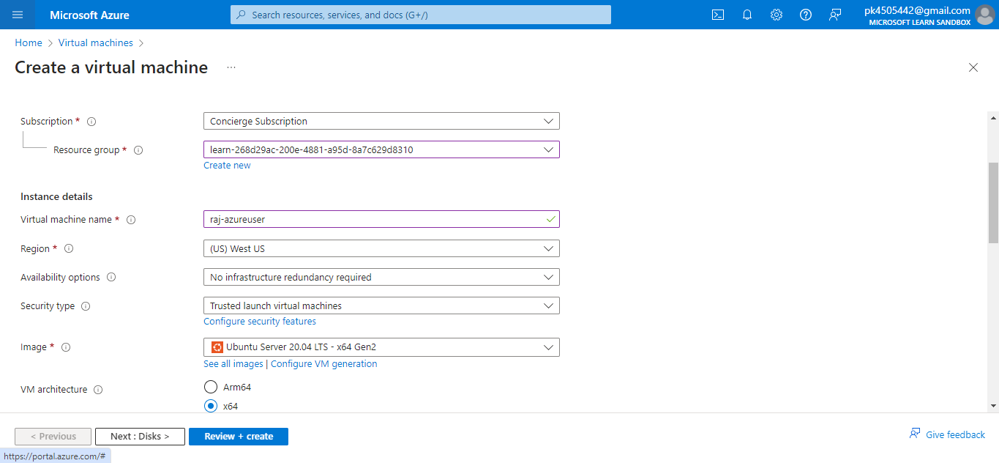 Microsoft Azure
Search resources, services, and docs (G+/)
pk4505442@gmail.com
MICROSOFT LEARN SANDBOX
Home > Virtual machines >
Create a virtual machine ...
Subscription * Concierge Subscription
Resource group * learn-268d29ac-200e-4881-a95d-8a7c629d8310
Create new
Instance details
Virtual machine name * raj-azureuser
Region * (US) West US
Availability options No infrastructure redundancy required
Security type Trusted launch virtual machines
Configure security features
Image * Ubuntu Server 20.04 LTS - x64 Gen2
See all images | Configure VM generation
VM architecture
Arm64
x64
< Previous Next : Disks > Review + create Give feedback
https://portal.azure.com/#